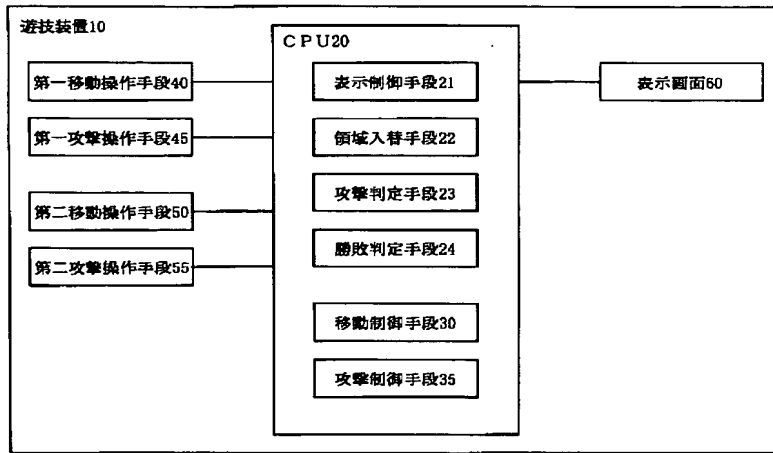 遊技装置10
CPU20
第一移動操作手段40
第一攻撃操作手段45
第二移動操作手段50
第二攻撃操作手段55
表示制御手段21
領域入替手段22
攻撃判定手段23
勝敗判定手段24
移動制御手段30
攻撃制御手段35
表示画面60